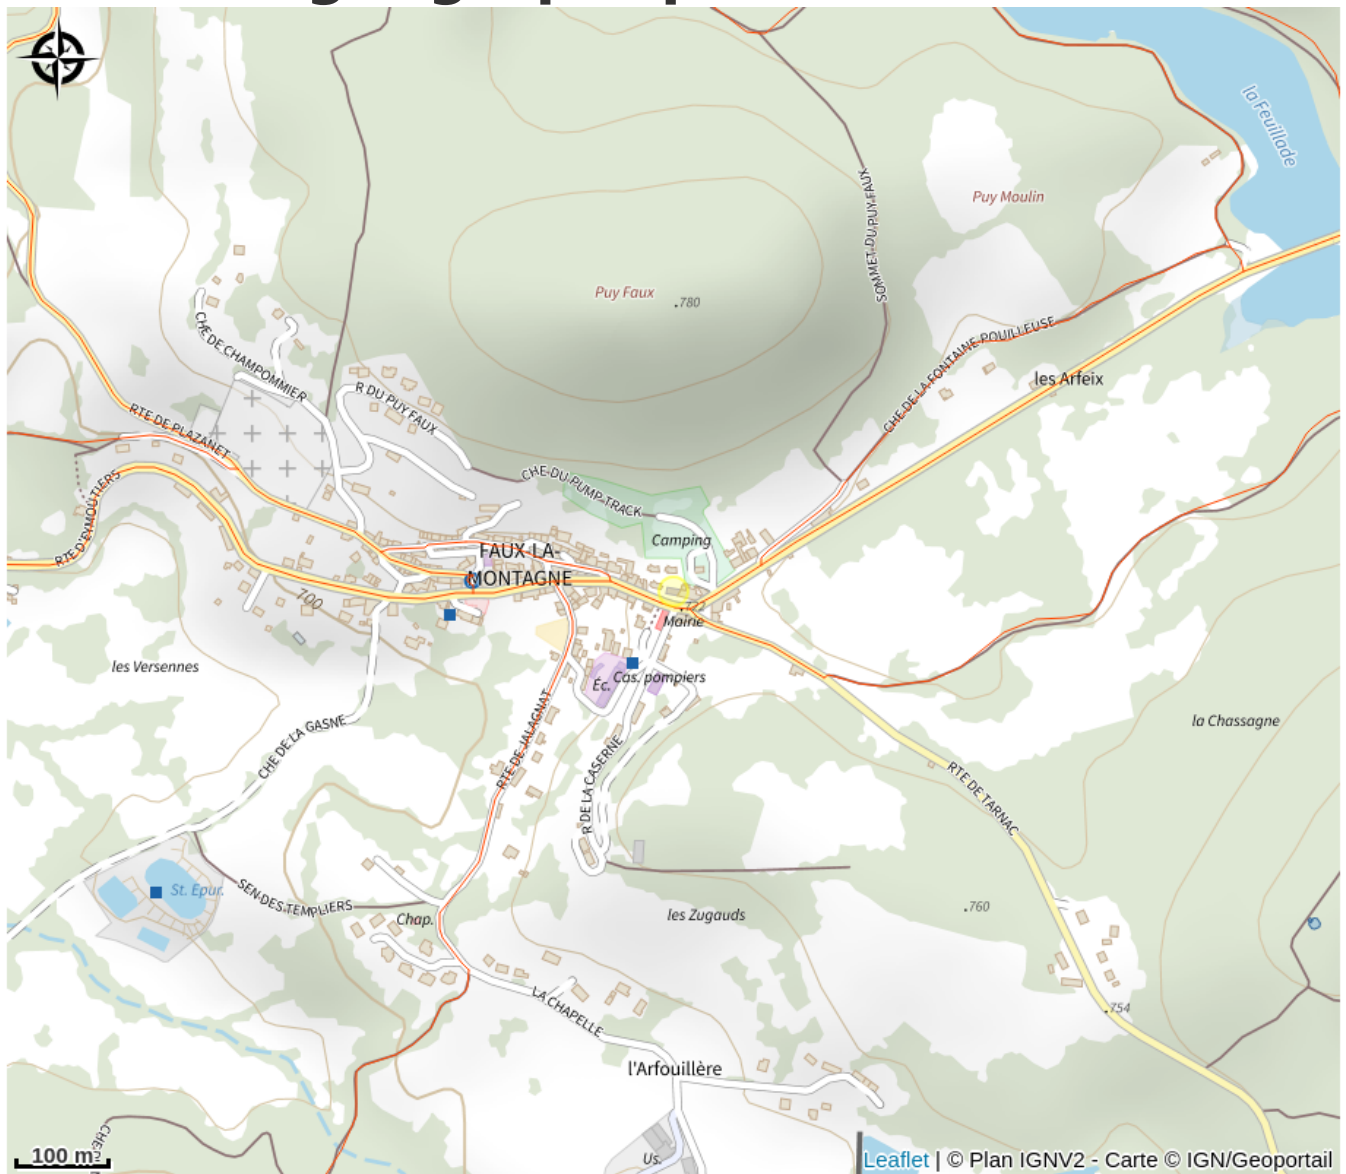 la Feuillade
Puy Moulin
SOMMET DU PUY FAUX
Puy Faux
.780
CHE DE CHAMPOMMIER
CHE DE LA FONTAINE POUILLEUSE
les Arfeix
R DU PUY FAUX
RTE DE PLAZANET
CHE DU PUMP TRACK
RTE D'EYMOUTIERS
Camping
FAUX-LA-
MONTAGNE
700
722
Mairie
les Versennes
Éc.
Cas. pompiers
la Chassagne
CHE DE LA GASNE
RTE DE JALAGNAT
R DE LA CASERNE
RTE DE TARNAC
St. Epur.
SEN DES TEMPLIERS
Chap.
les Zugauds
.760
LA CHAPELLE
.754
l'Arfouillère
Us.
100 m
Leaflet | © Plan IGNV2 - Carte © IGN/Geoportail